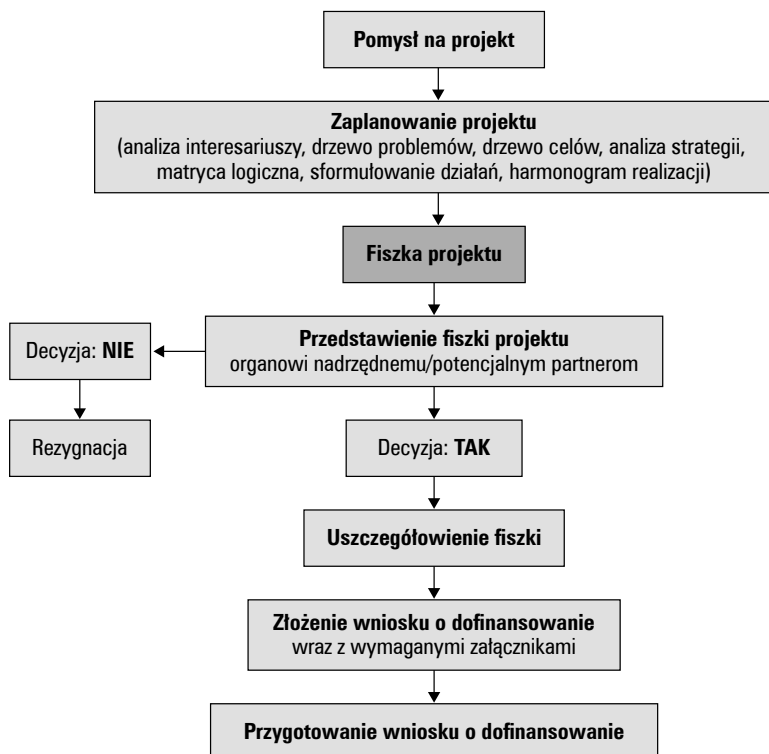 Pomysł na projekt
Zaplanowanie projektu
(analiza interesariuszy, drzewo problemów, drzewo celów, analiza strategii,
matryca logiczna, sformułowanie działań, harmonogram realizacji)
Fiszka projektu
Przedstawienie fiszki projektu
organowi nadrzędnemu/potencjalnym partnerom
Decyzja: NIE
Rezygnacja
Decyzja: TAK
Uszczegółowienie fiszki
Złożenie wniosku o dofinansowanie
wraz z wymaganymi załącznikami
Przygotowanie wniosku o dofinansowanie